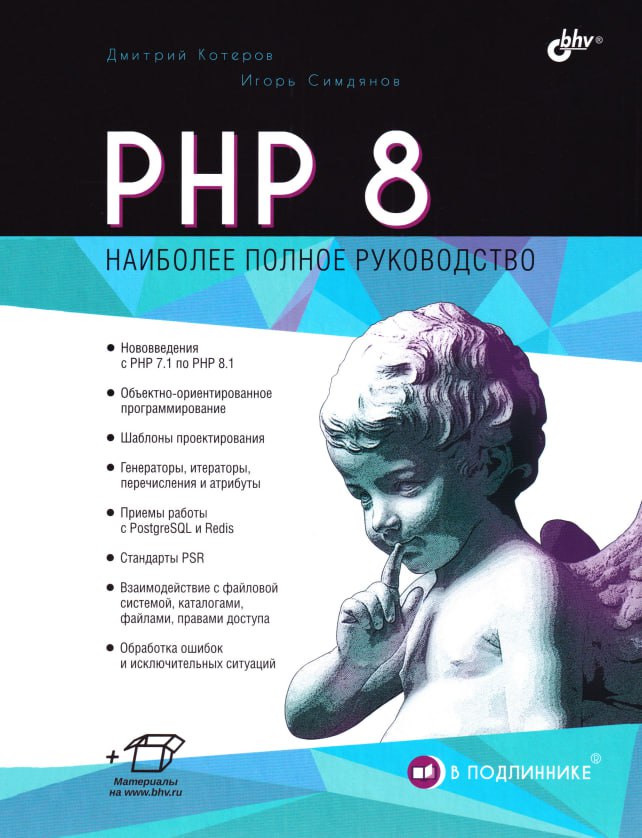 Дмитрий Котеров
Игорь Симдянов
bhv®
PHP 8
НАИБОЛЕЕ ПОЛНОЕ РУКОВОДСТВО
• Нововведения
с PHP 7.1 по PHP 8.1
• Объектно-ориентированное
программирование
• Шаблоны проектирования
• Генераторы, итераторы,
перечисления и атрибуты
• Приемы работы
с PostgreSQL и Redis
• Стандарты PSR
• Взаимодействие с файловой
системой, каталогами,
файлами, правами доступа
• Обработка ошибок
и исключительных ситуаций
+
Материалы
на www.bhv.ru
В ПОДЛИННИКЕ®